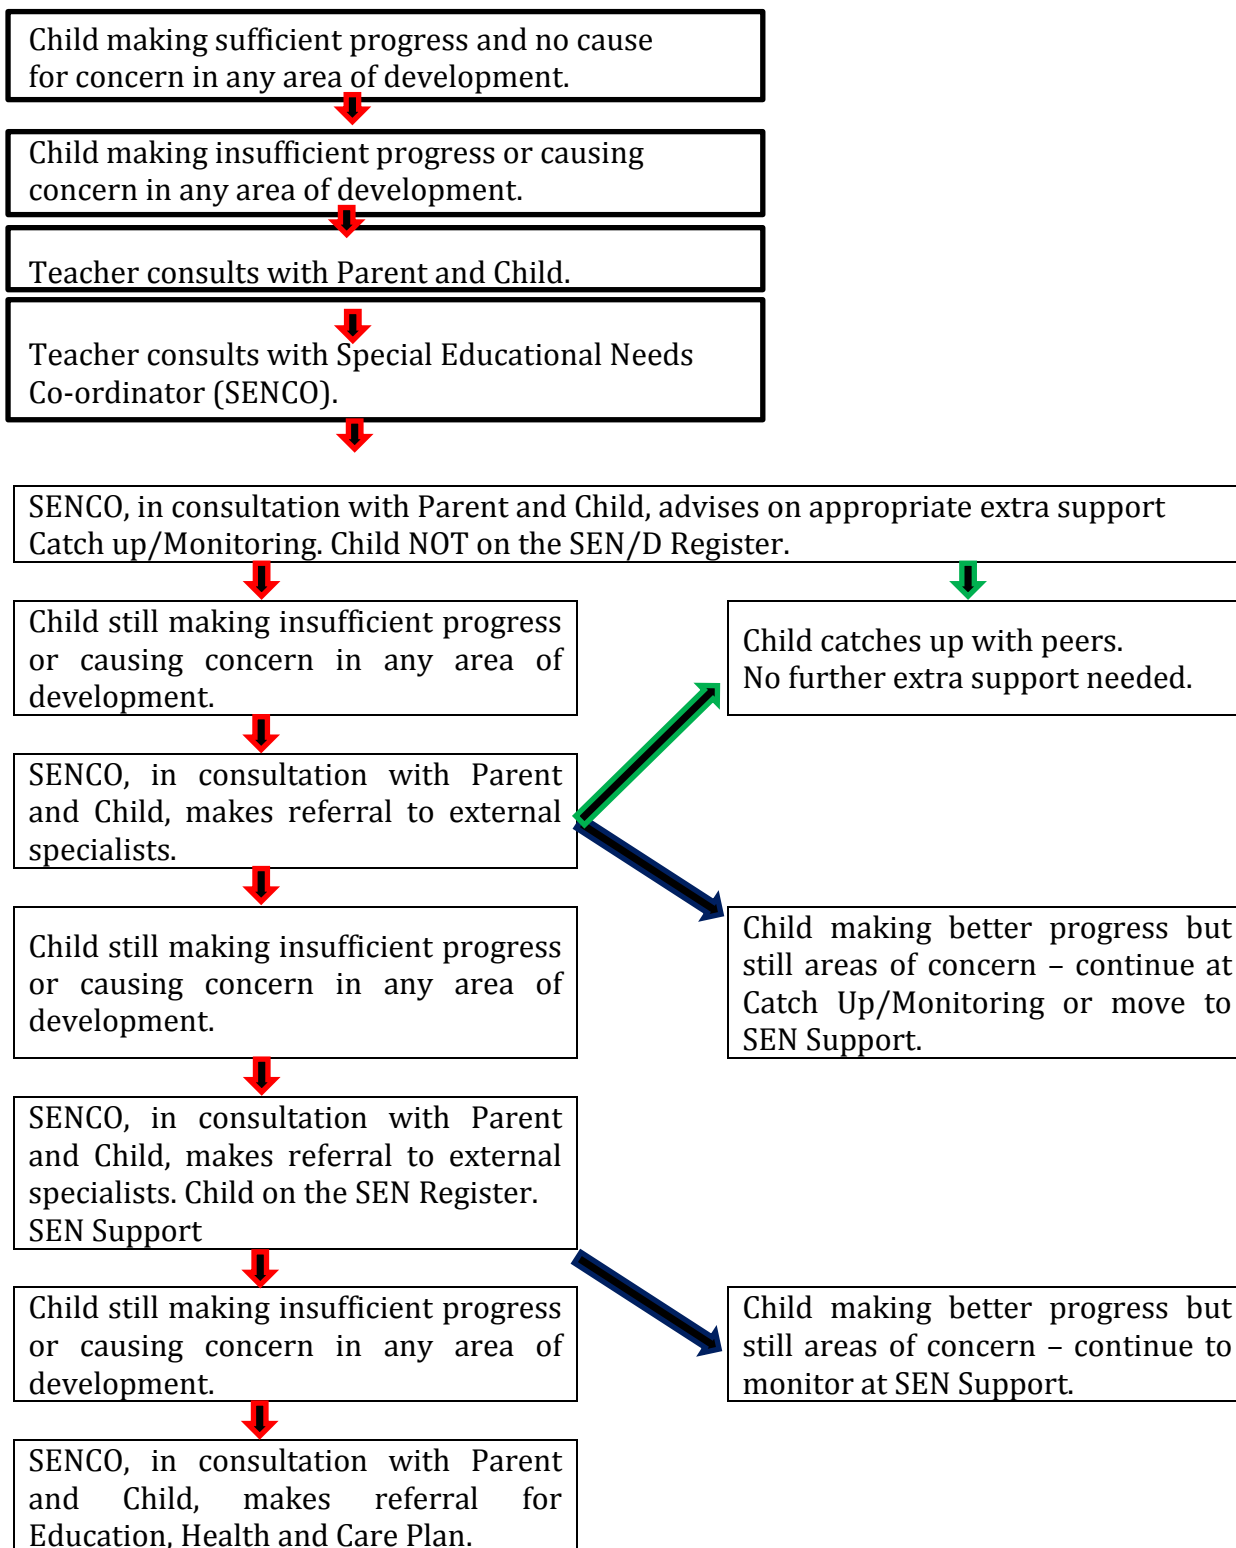 Child making sufficient progress and no cause
for concern in any area of development.
Child making insufficient progress or causing
concern in any area of development.
Teacher consults with Parent and Child.
Teacher consults with Special Educational Needs
Co-ordinator (SENCO).
SENCO, in consultation with Parent and Child, advises on appropriate extra support
Catch up/Monitoring. Child NOT on the SEN/D Register.
Child still making insufficient progress
or causing concern in any area of
development.
Child catches up with peers.
No further extra support needed.
SENCO, in consultation with Parent
and Child, makes referral to external
specialists.
Child still making insufficient progress
or causing concern in any area of
development.
Child making better progress but
still areas of concern – continue at
Catch Up/Monitoring or move to
SEN Support.
SENCO, in consultation with Parent
and Child, makes referral to external
specialists. Child on the SEN Register.
SEN Support
Child still making insufficient progress
or causing concern in any area of
development.
Child making better progress but
still areas of concern – continue to
monitor at SEN Support.
SENCO, in consultation with Parent
and Child, makes referral for
Education, Health and Care Plan.